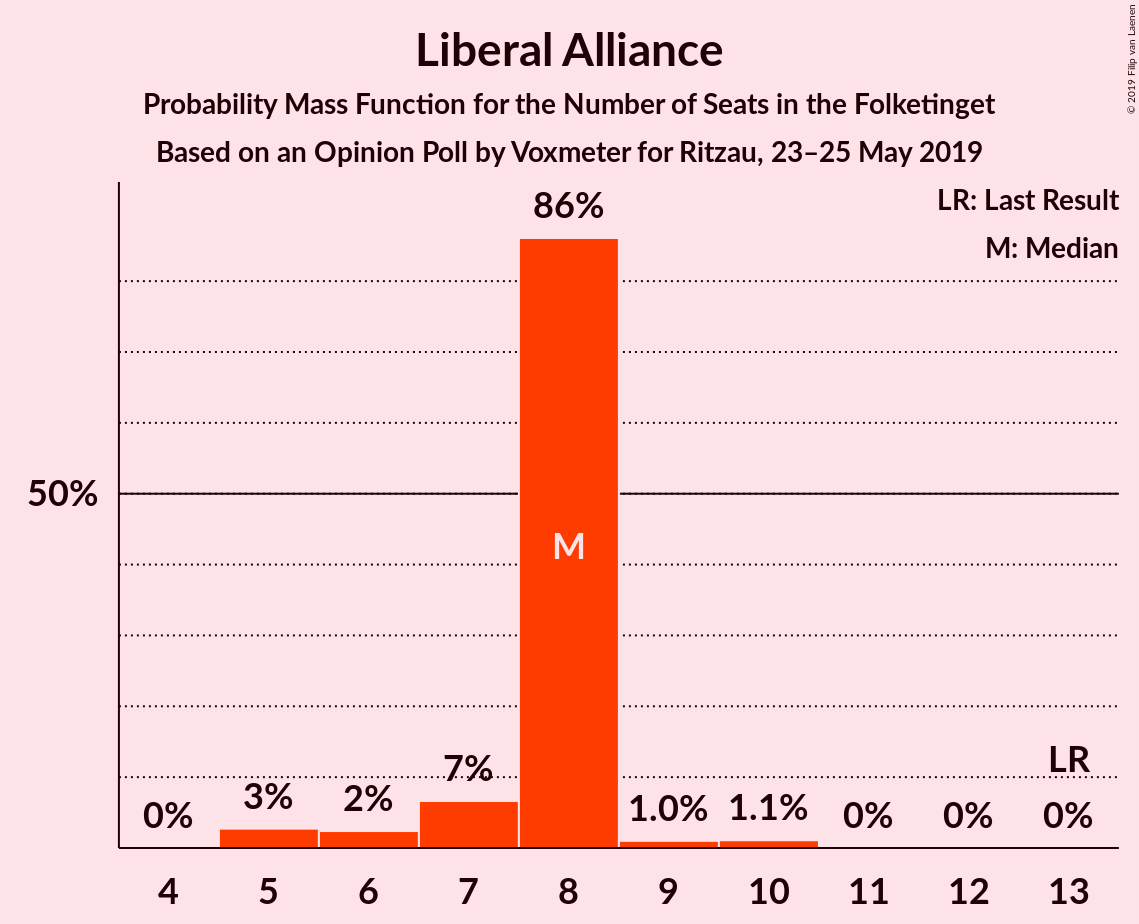 Liberal Alliance
Probability Mass Function for the Number of Seats in the Folketinget
Based on an Opinion Poll by Voxmeter for Ritzau, 23–25 May 2019
© 2019 Filip van Laenen
LR: Last Result
M: Median
86%
50%
M
LR
0%
3%
2%
7%
1.0%
1.1%
0%
0%
0%
4 5 6 7 8 9 10 11 12 13